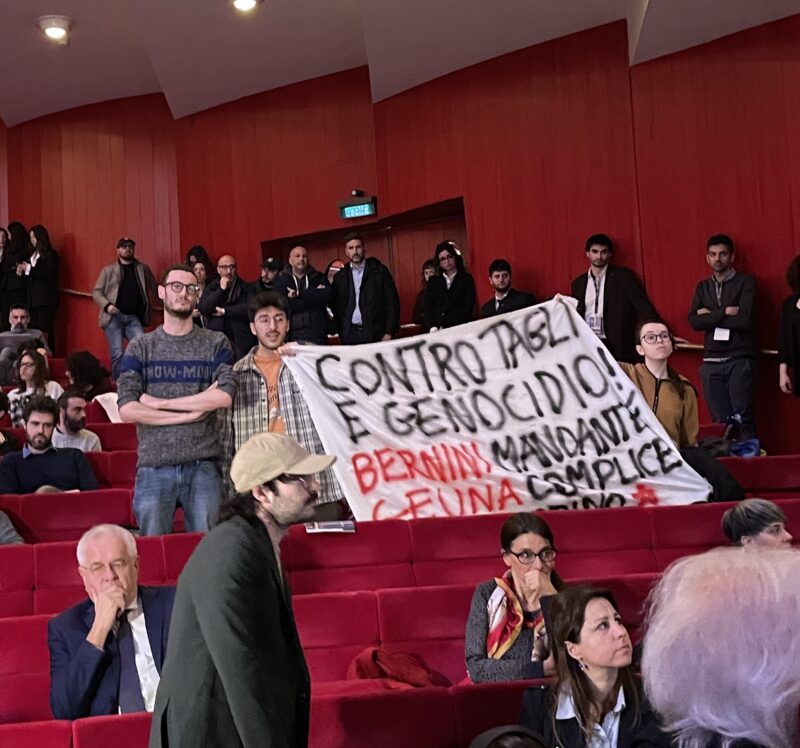 CONTRO TAGLI
E GENOCIDIO!
BERNINI MANDANTE
GEUNA COMPLICE